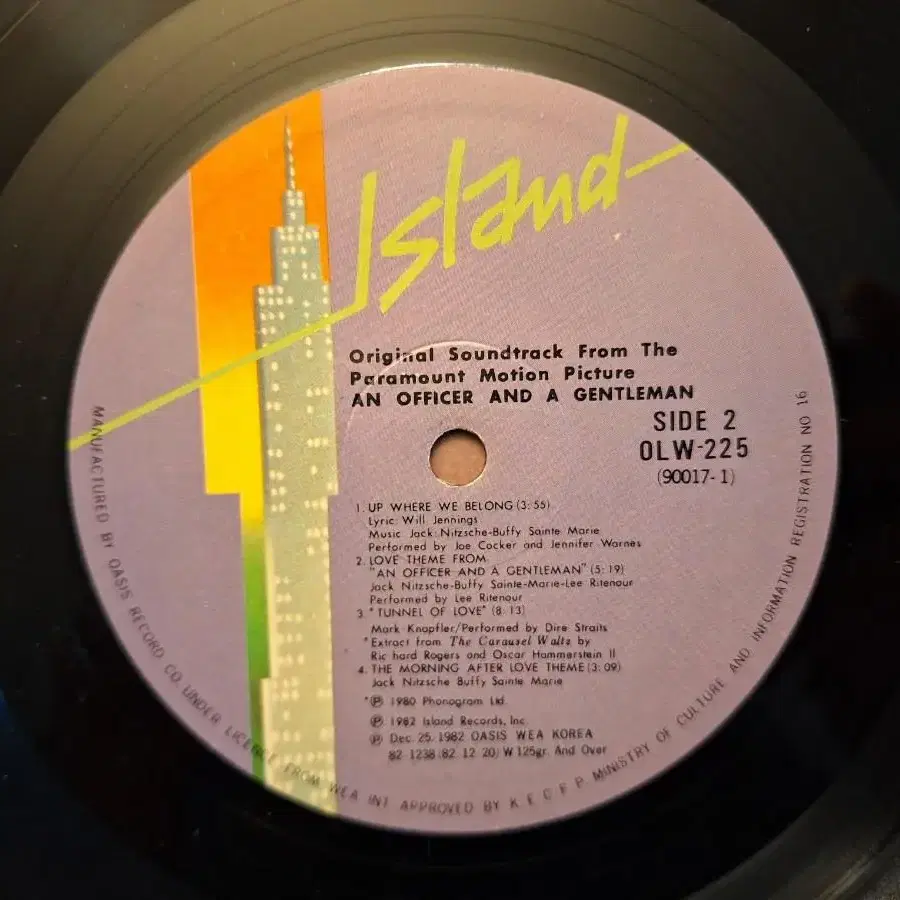 Island
Original Soundtrack From The
Paramount Motion Picture
AN OFFICER AND A GENTLEMAN
SIDE 2
OLW-225
(90017-1)
1. UP WHERE WE BELONG (3:55)
Lyric: Will Jennings
Music Jack Nitzsche-Buffy Sainte Marie
Performed by Joe Cocker and Jennifer Warnes
2. LOVE THEME FROM
"AN OFFICER AND A GENTLEMAN" (5:19)
Jack Nitzsche-Buffy Sainte-Marie-Lee Ritenour
Performed by Lee Ritenour
3. * TUNNEL OF LOVE" (8:13)
Mark Knopfler/Performed by Dire Straits
*Extract from The Carausel Waltz by
Richard Rogers and Oscar Hammerstein II
4. THE MORNING AFTER LOVE THEME (3:09)
Jack Nitzsche Buffy Sainte Marie
*℗ 1980 Phonogram Ltd.
℗ 1982 Island Records, Inc.
℗ Dec. 25. 1982 OASIS WEA KOREA
82 1238 (82. 12. 20) W 125gr. And Over
MANUFACTURED BY OASIS RECORD CO. UNDER LICENCE FROM WEA INT APPROVED BY K.E.C.F.P. MINISTRY OF CULTURE AND INFORMATION REGISTRATION NO 16